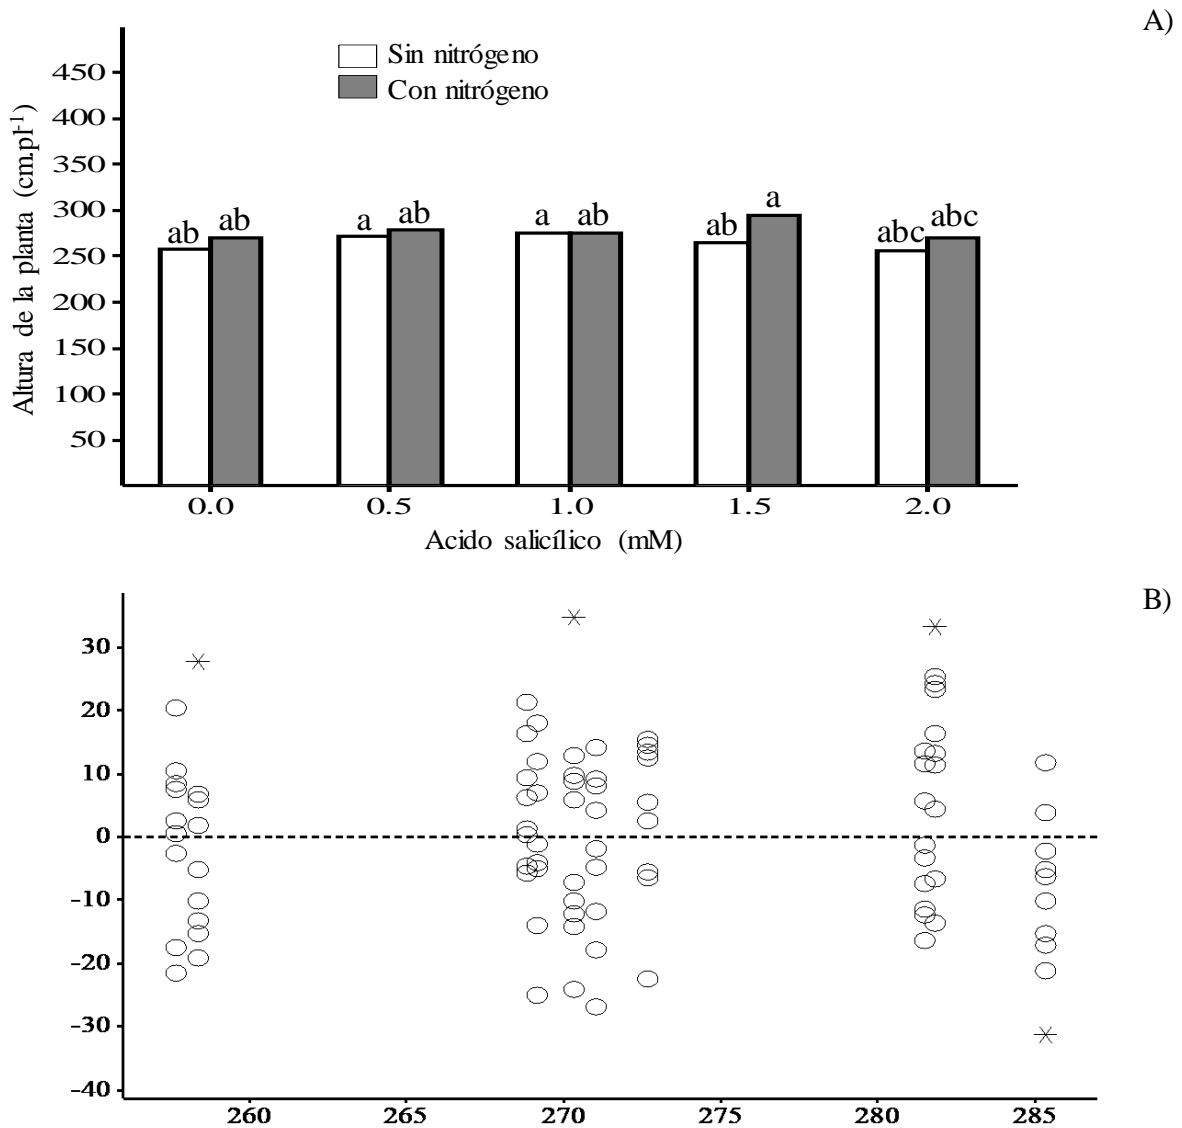 A)
Sin nitrógeno
Con nitrógeno
Altura de la planta (cm.pl-1)
450
400
350
300
250
200
150
100
50
ab ab a ab a ab ab a abc abc
0.0 0.5 1.0 1.5 2.0
Acido salicílico (mM)
B)
30
20
10
0
-10
-20
-30
-40
260 265 270 275 280 285